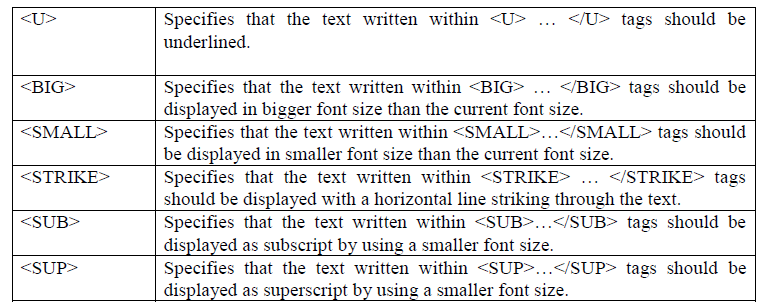 <U> Specifies that the text written within <U> … </U> tags should be
underlined.
<BIG> Specifies that the text written within <BIG> … </BIG> tags should be
displayed in bigger font size than the current font size.
<SMALL> Specifies that the text written within <SMALL>…</SMALL> tags should
be displayed in smaller font size than the current font size.
<STRIKE> Specifies that the text written within <STRIKE> … </STRIKE> tags
should be displayed with a horizontal line striking through the text.
<SUB> Specifies that the text written within <SUB>…</SUB> tags should be
displayed as subscript by using a smaller font size.
<SUP> Specifies that the text written within <SUP>…</SUP> tags should be
displayed as superscript by using a smaller font size.